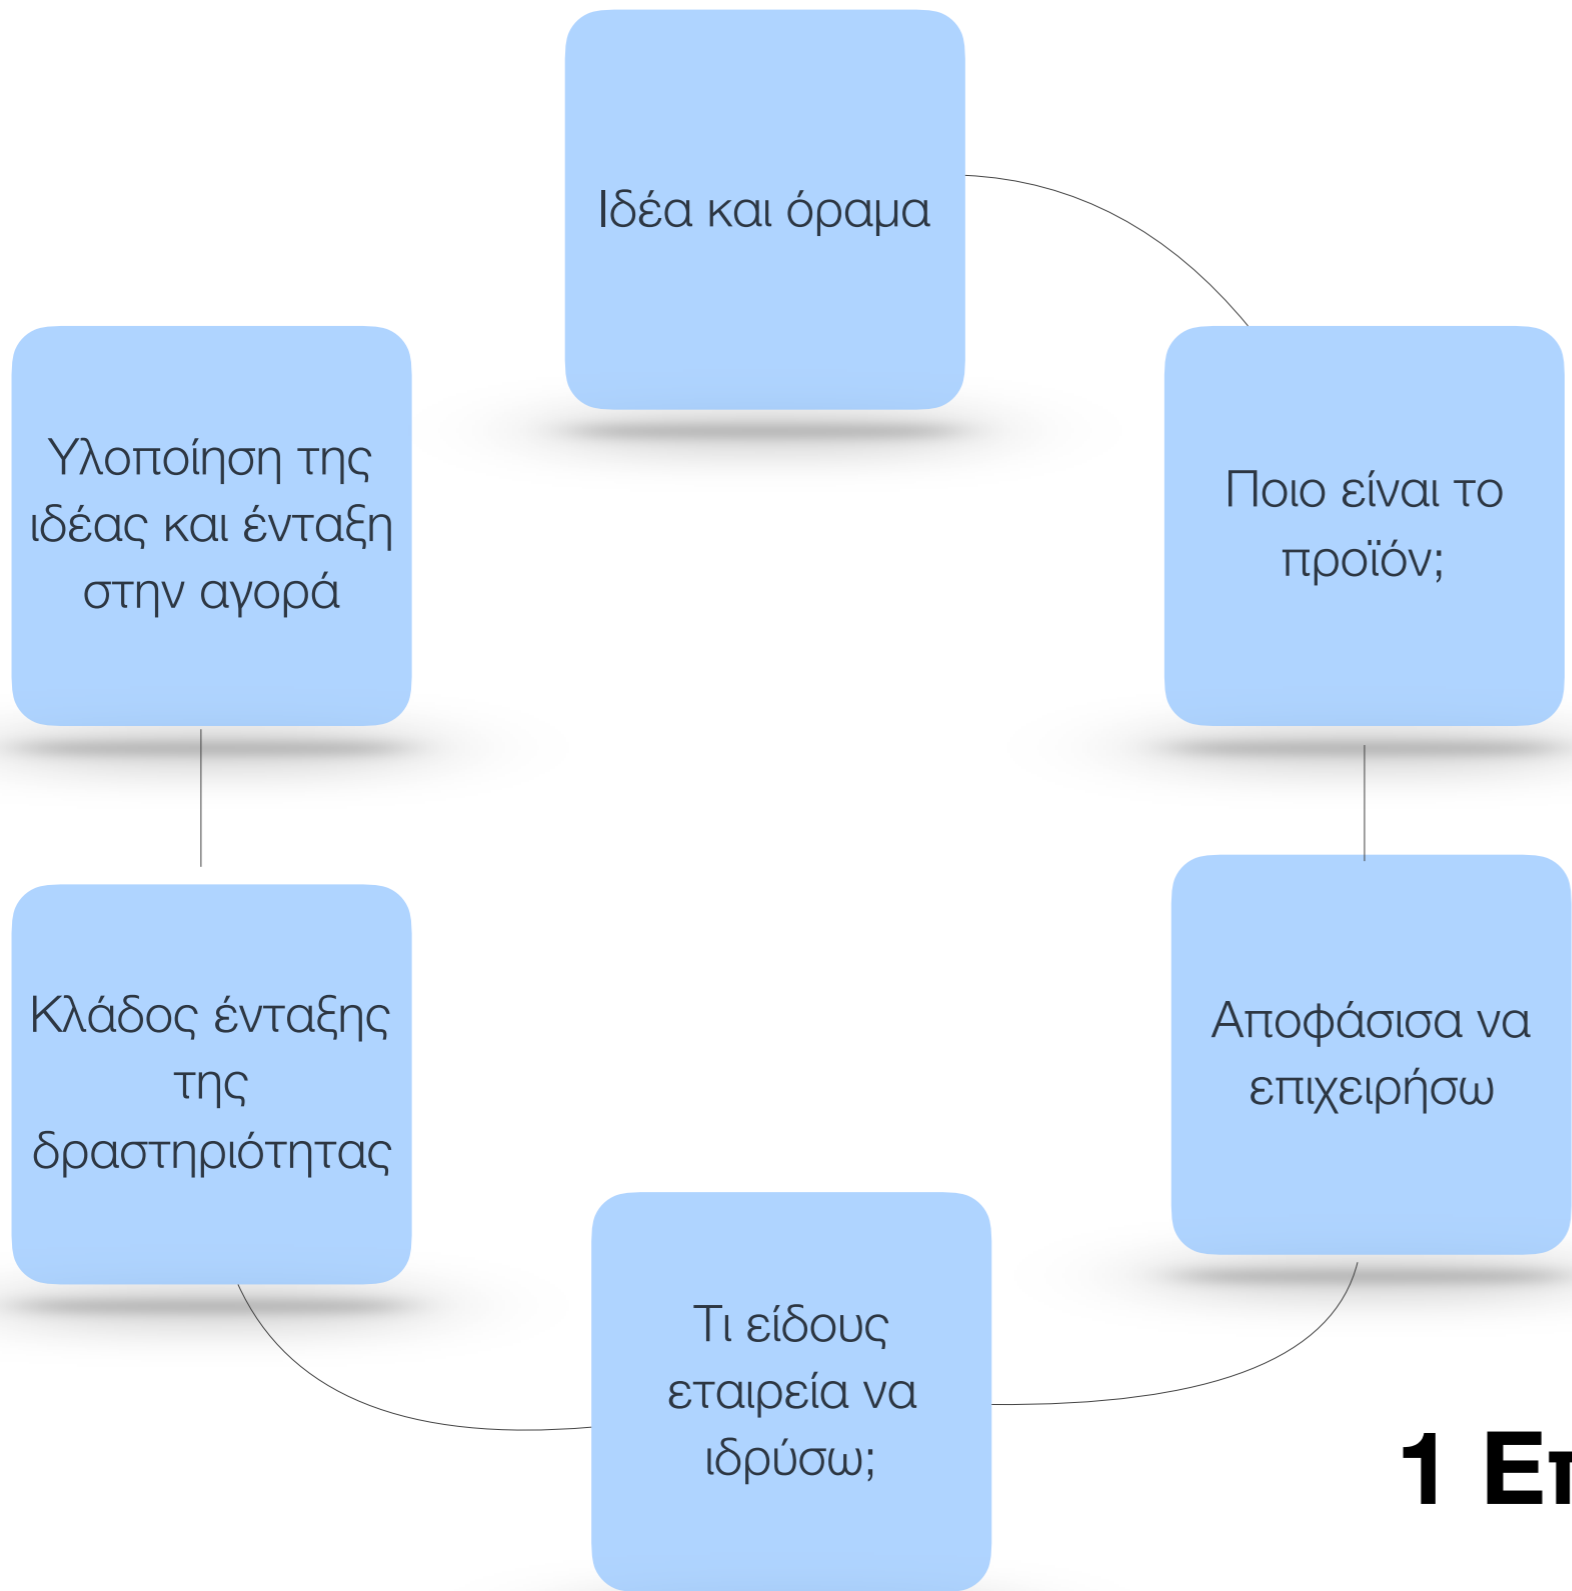 Ιδέα και όραμα
Ποιο είναι το
προϊόν;
Αποφάσισα να
επιχειρήσω
Τι είδους
εταιρεία να
ιδρύσω;
Κλάδος ένταξης
της
δραστηριότητας
Υλοποίηση της
ιδέας και ένταξη
στην αγορά
1